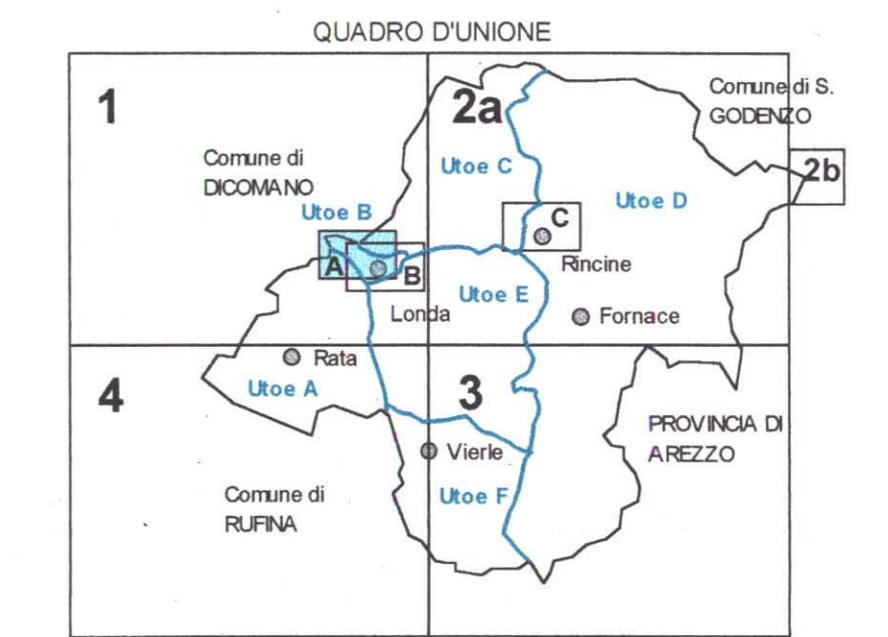 QUADRO D'UNIONE
1
2a
Comune di S.
GODENZO
Comune di
DICOMANO
Utoe C
2b
Utoe B
Utoe D
C
A
B
Rincine
Utoe E
Londa
Fornace
Rata
4
Utoe A
3
PROVINCIA DI
AREZZO
Vierle
Comune di
RUFINA
Utoe F